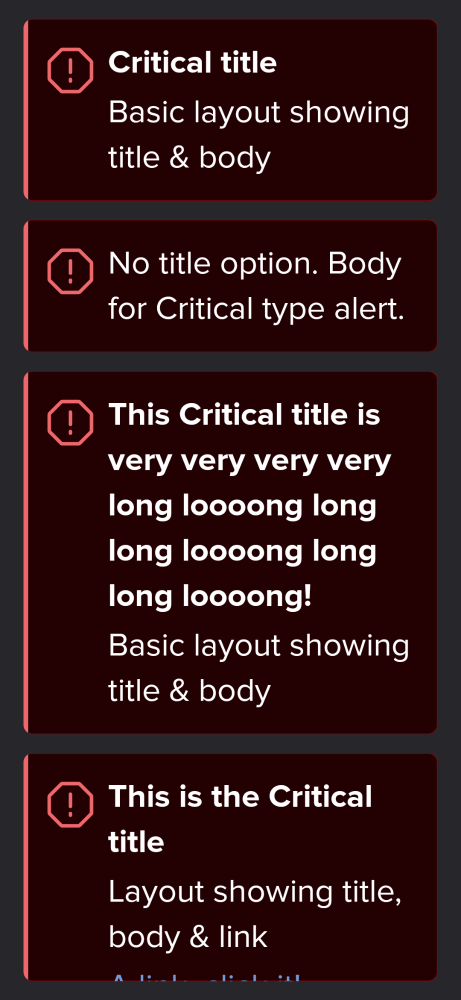 Critical title
Basic layout showing
title & body
No title option. Body
for Critical type alert.
This Critical title is
very very very very
long loooong long
long loooong long
long loooong!
Basic layout showing
title & body
This is the Critical
title
Layout showing title,
body & link